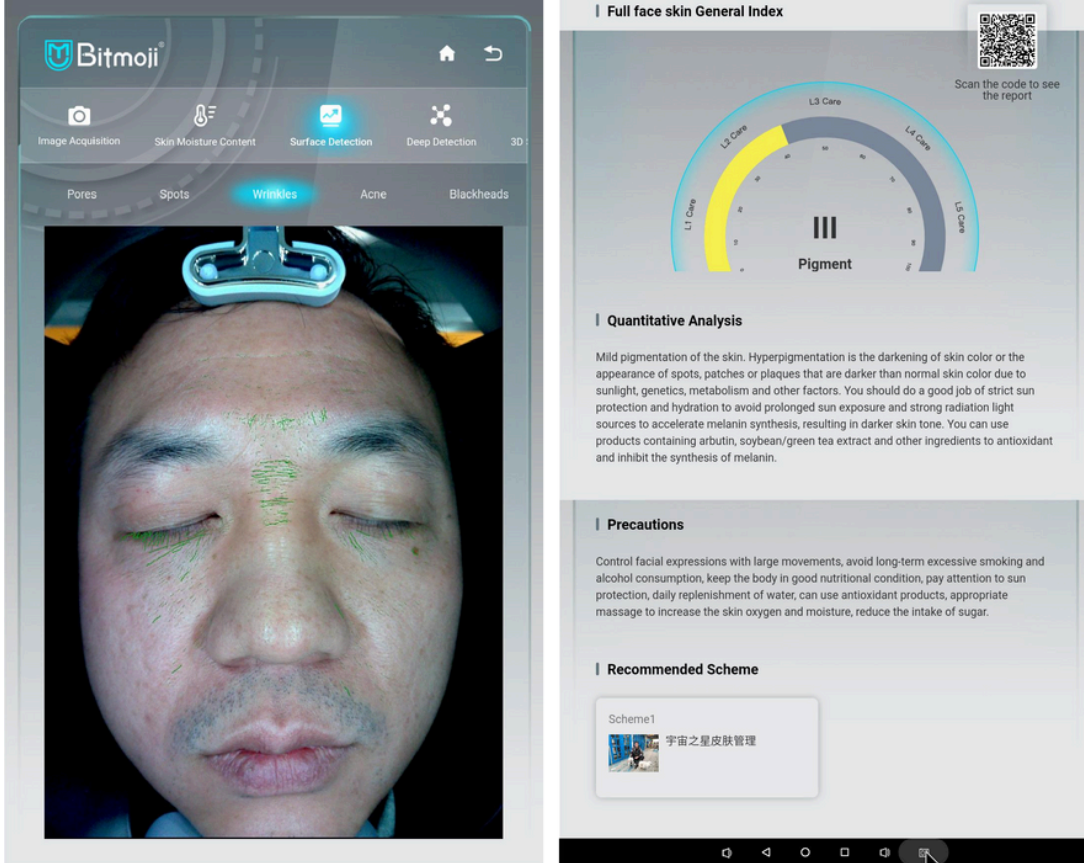 Bitmoji
Image Acquisition
Skin Moisture Content
Surface Detection
Deep Detection
3D
Pores
Spots
Wrinkles
Acne
Blackheads
Full face skin General Index
Scan the code to see
the report
L1 Care
L2 Care
L3 Care
L4 Care
L5 Care
III
Pigment
Quantitative Analysis
Mild pigmentation of the skin. Hyperpigmentation is the darkening of skin color or the
appearance of spots, patches or plaques that are darker than normal skin color due to
sunlight, genetics, metabolism and other factors. You should do a good job of strict sun
protection and hydration to avoid prolonged sun exposure and strong radiation light
sources to accelerate melanin synthesis, resulting in darker skin tone. You can use
products containing arbutin, soybean/green tea extract and other ingredients to antioxidant
and inhibit the synthesis of melanin.
Precautions
Control facial expressions with large movements, avoid long-term excessive smoking and
alcohol consumption, keep the body in good nutritional condition, pay attention to sun
protection, daily replenishment of water, can use antioxidant products, appropriate
massage to increase the skin oxygen and moisture, reduce the intake of sugar.
Recommended Scheme
Scheme1
宇宙之星皮肤管理